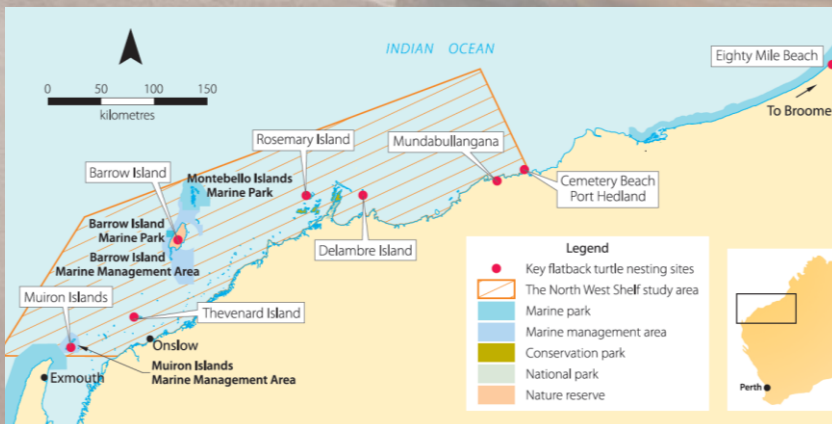 INDIAN OCEAN
Eighty Mile Beach
To Broome
0 50 100 150
kilometres
Rosemary Island
Mundabullangana
Barrow Island
Montebello Islands
Marine Park
Cemetery Beach
Port Hedland
Barrow Island
Marine Park
Delambre Island
Barrow Island
Marine Management Area
Muiron Islands
Thevenard Island
Onslow
Muiron Islands
Marine Management Area
Exmouth
Legend
Key flatback turtle nesting sites
The North West Shelf study area
Marine park
Marine management area
Conservation park
National park
Nature reserve
Perth